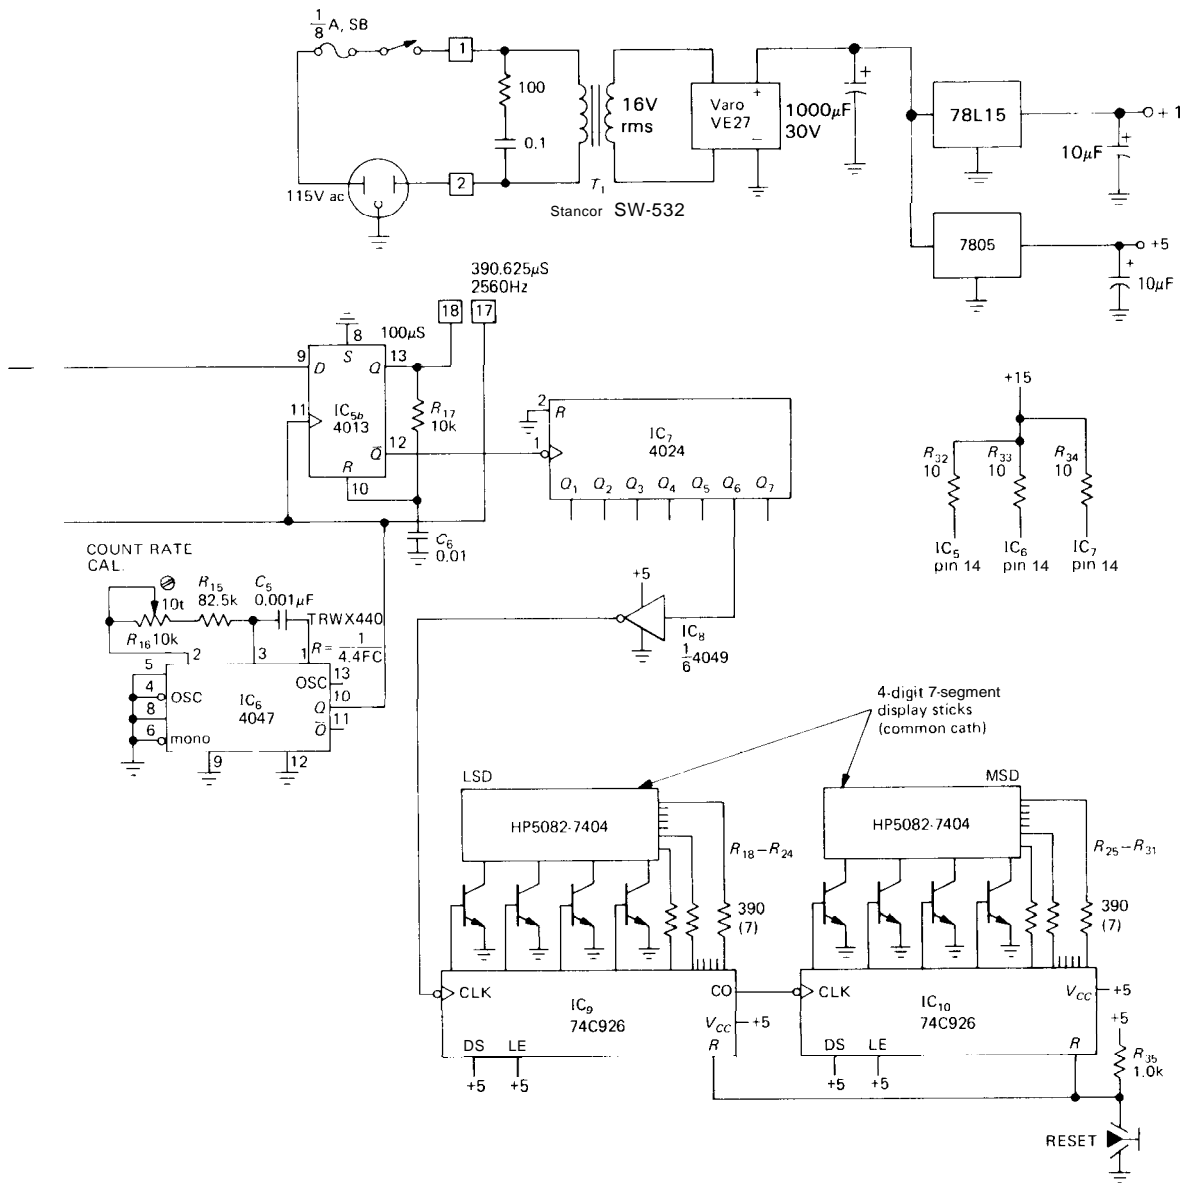 1/8 A, SB
1
100
0.1
115V ac
2
T1
Stancor SW-532
16V
rms
Varo
VE27
+
−
+
1000µF
30V
78L15
+ 1
+
10µF
7805
+5
+
10µF
390.625µS
2560Hz
18 17
100µS
8
S
9 D Q 13
11
IC5b
4013
Q̅ 12
R
10
R17
10k
C6
0.01
2 R
1
IC7
4024
Q1 Q2 Q3 Q4 Q5 Q6 Q7
+15
R32
10
R33
10
R34
10
IC5
pin 14
IC6
pin 14
IC7
pin 14
COUNT RATE
CAL.
10t
R16 10k
R15
82.5k
C5
0.001µF
TRWX440
R = 1/4.4FC
2 3 1
5
4 OSC
8
6 mono
IC6
4047
OSC 13
Q 10
Q̅ 11
9 12
+5
IC8
1/6 4049
4-digit 7-segment
display sticks
(common cath)
LSD
HP5082-7404
R18–R24
390
(7)
MSD
HP5082-7404
R25–R31
390
(7)
CLK
IC9
74C926
CO
VCC +5
R
DS LE
+5 +5
CLK
IC10
74C926
VCC +5
R
DS LE
+5 +5
+5
R35
1.0k
RESET